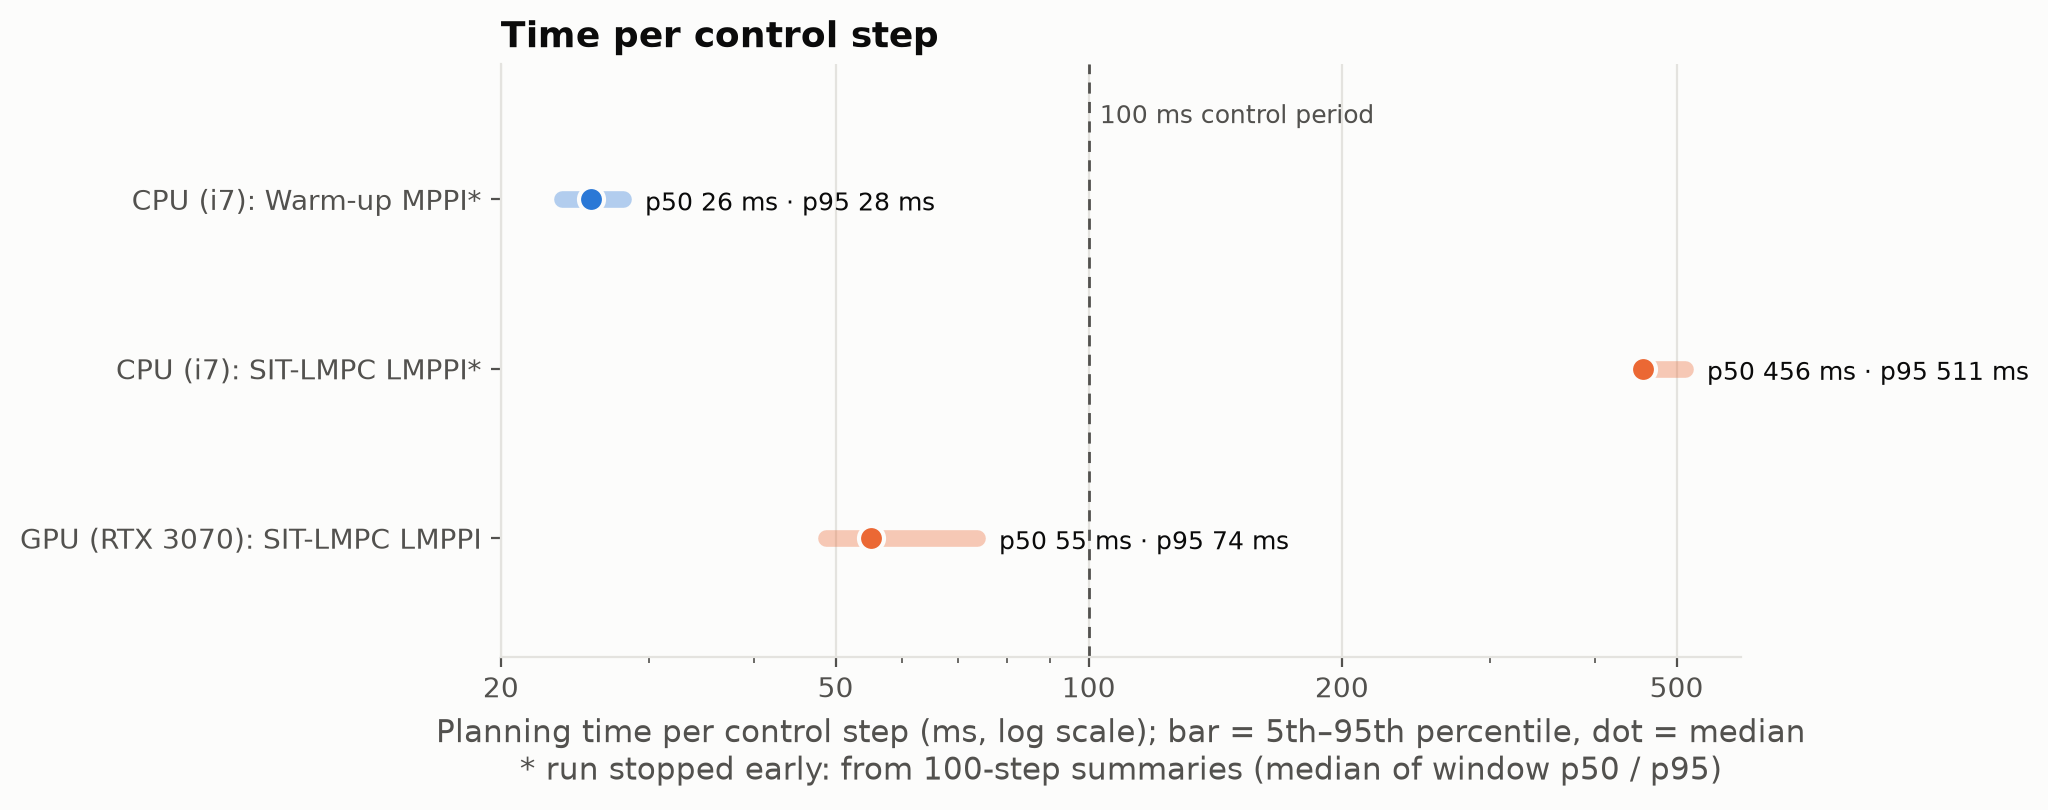 Time per control step
100 ms control period
CPU (i7): Warm-up MPPI*
p50 26 ms · p95 28 ms
CPU (i7): SIT-LMPC LMPPI*
p50 456 ms · p95 511 ms
GPU (RTX 3070): SIT-LMPC LMPPI
p50 55 ms · p95 74 ms
20 50 100 200 500
Planning time per control step (ms, log scale); bar = 5th–95th percentile, dot = median
* run stopped early: from 100-step summaries (median of window p50 / p95)